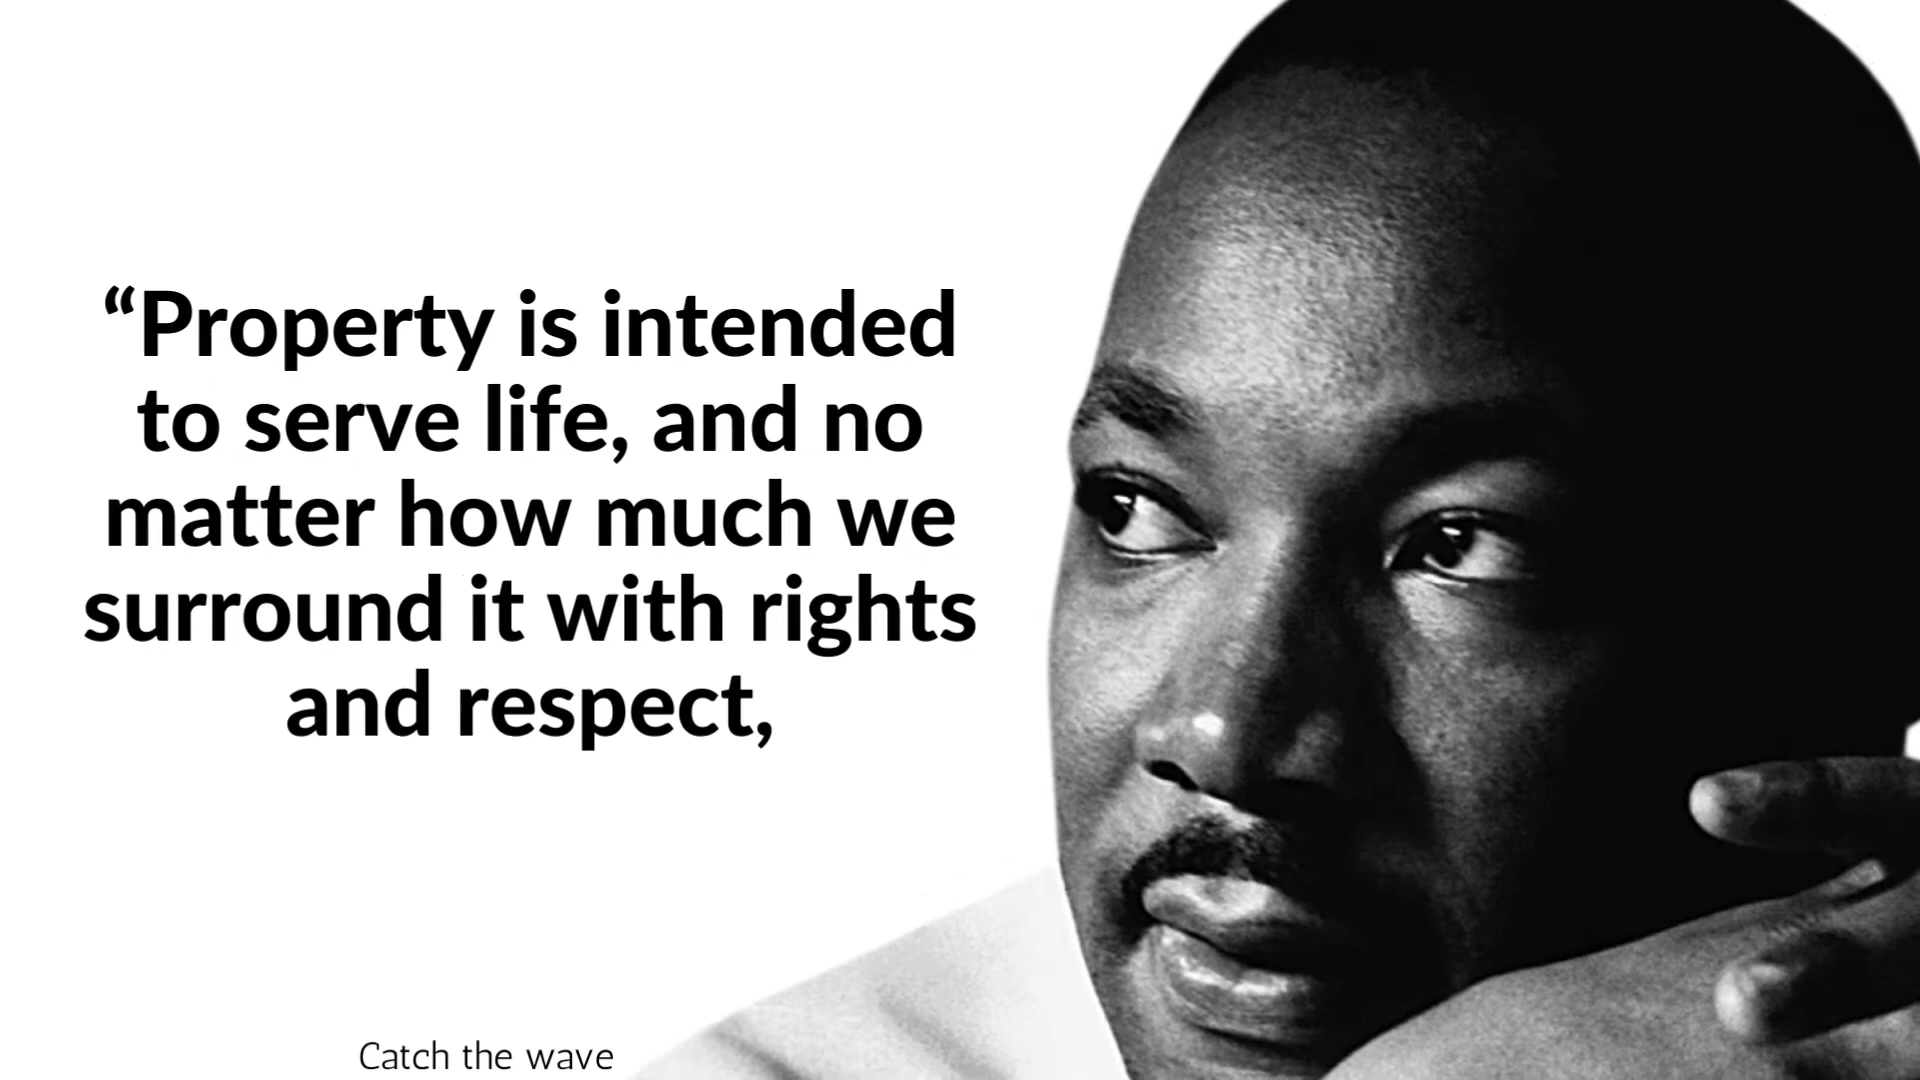 “Property is intended
to serve life, and no
matter how much we
surround it with rights
and respect,
Catch the wave